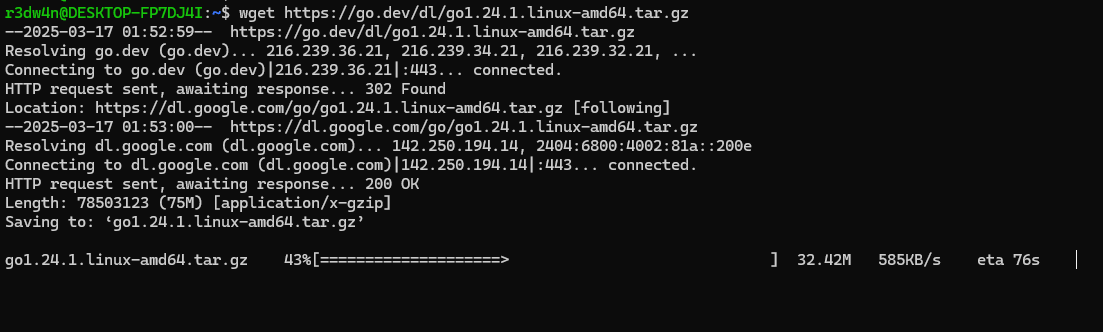 r3dw4n@DESKTOP-FP7DJ4I:~$ wget https://go.dev/dl/go1.24.1.linux-amd64.tar.gz
--2025-03-17 01:52:59--  https://go.dev/dl/go1.24.1.linux-amd64.tar.gz
Resolving go.dev (go.dev)... 216.239.36.21, 216.239.34.21, 216.239.32.21, ...
Connecting to go.dev (go.dev)|216.239.36.21|:443... connected.
HTTP request sent, awaiting response... 302 Found
Location: https://dl.google.com/go/go1.24.1.linux-amd64.tar.gz [following]
--2025-03-17 01:53:00--  https://dl.google.com/go/go1.24.1.linux-amd64.tar.gz
Resolving dl.google.com (dl.google.com)... 142.250.194.14, 2404:6800:4002:81a::200e
Connecting to dl.google.com (dl.google.com)|142.250.194.14|:443... connected.
HTTP request sent, awaiting response... 200 OK
Length: 78503123 (75M) [application/x-gzip]
Saving to: ‘go1.24.1.linux-amd64.tar.gz’
go1.24.1.linux-amd64.tar.gz    43%[====================>                             ]  32.42M   585KB/s    eta 76s